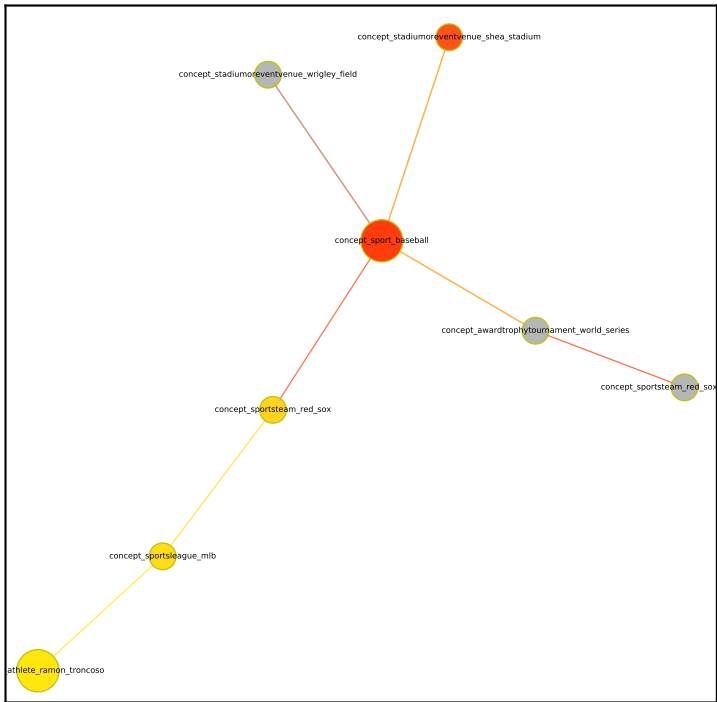 concept_stadiumoreventvenue_shea_stadium
concept_stadiumoreventvenue_wrigley_field
concept_sport_baseball
concept_awardtrophytournament_world_series
concept_sportsteam_red_sox
concept_sportsteam_red_sox
concept_sportsleague_mlb
athlete_ramon_troncoso